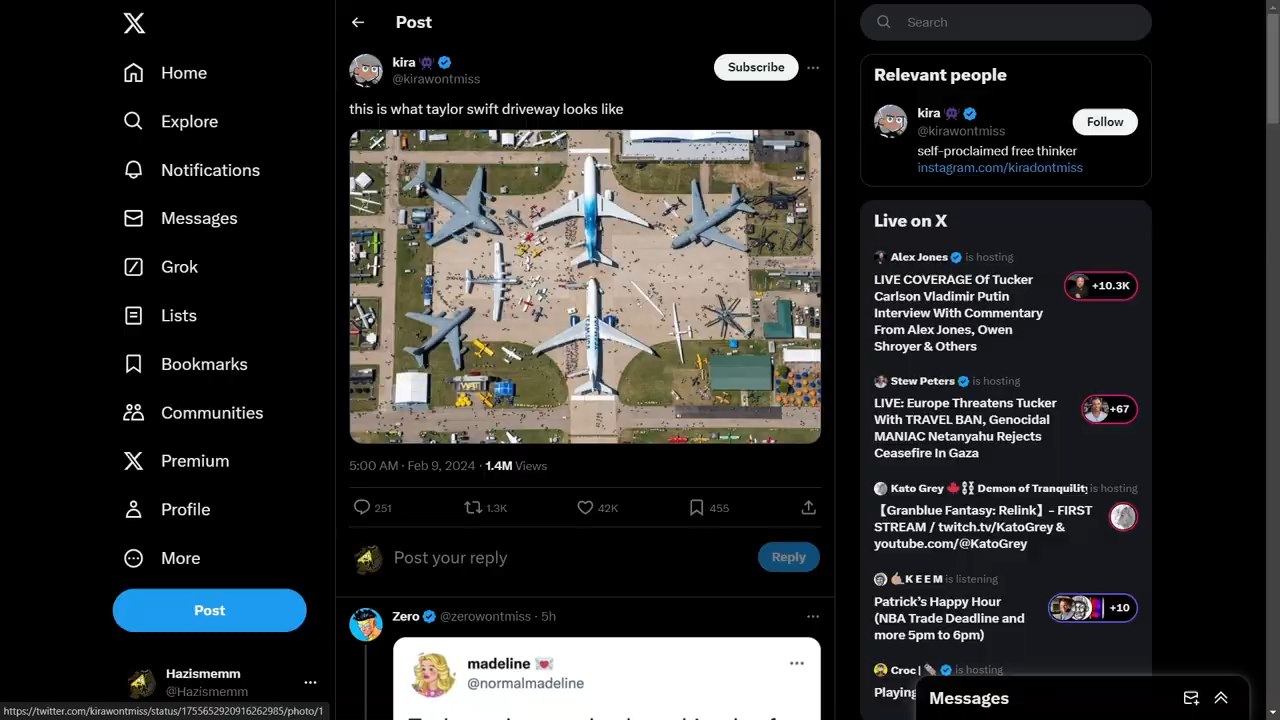 Home
Explore
Notifications
Messages
Grok
Lists
Bookmarks
Communities
Premium
Profile
More
Post
Hazismemm
@Hazismemm
https://twitter.com/kirawontmiss/status/1755652920916262985/photo/1
Post
kira
@kirawontmiss
Subscribe
this is what taylor swift driveway looks like
5:00 AM · Feb 9, 2024 · 1.4M Views
251 1.3K 42K 455
Post your reply
Reply
Zero @zerowontmiss · 5h
madeline 💌
@normalmadeline
Search
Relevant people
kira
@kirawontmiss
Follow
self-proclaimed free thinker
instagram.com/kiradontmiss
Live on X
Alex Jones is hosting
LIVE COVERAGE Of Tucker
Carlson Vladimir Putin
Interview With Commentary
From Alex Jones, Owen
Shroyer & Others
+10.3K
Stew Peters is hosting
LIVE: Europe Threatens Tucker
With TRAVEL BAN, Genocidal
MANIAC Netanyahu Rejects
Ceasefire In Gaza
+67
Kato Grey 🍁⛓ Demon of Tranquility is hosting
【Granblue Fantasy: Relink】- FIRST
STREAM / twitch.tv/KatoGrey &
youtube.com/@KatoGrey
K E E M is listening
Patrick's Happy Hour
(NBA Trade Deadline and
more 5pm to 6pm)
+10
Croc | is hosting
Playing
Messages